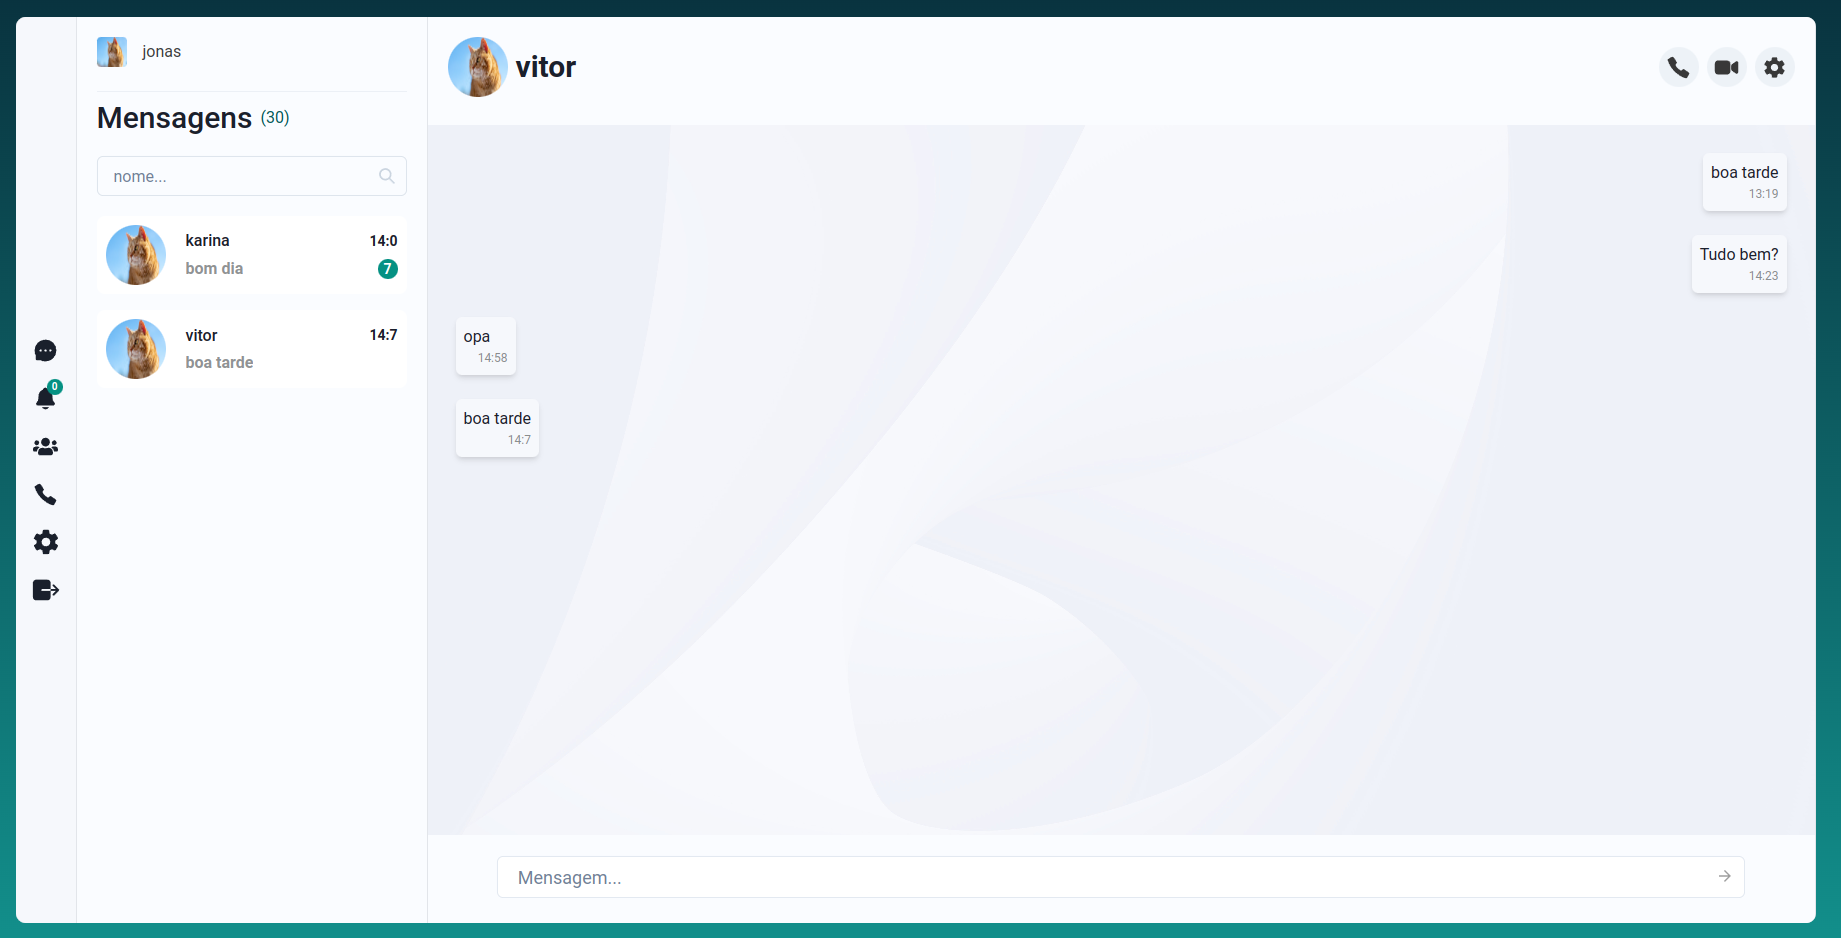 jonas
Mensagens (30)
nome...
karina 14:0
bom dia 7
vitor 14:7
boa tarde
0
vitor
boa tarde
13:19
Tudo bem?
14:23
opa
14:58
boa tarde
14:7
Mensagem...